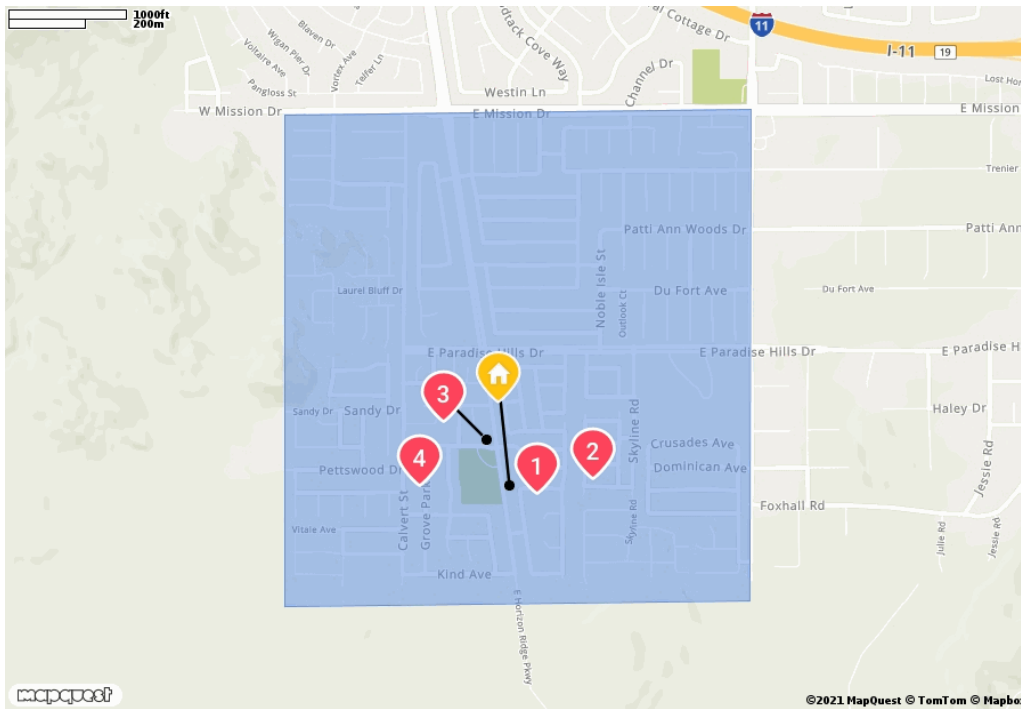 1000ft
200m
Blaven Dr
Wigan Pier Dr
Voltaire Ave
Vortex Ave
Telfer Ln
Pangloss St
W Mission Dr
dtack Cove Way
al Cottage Dr
Channel Dr
Westin Ln
E Mission Dr
11
I-11
19
Lost Hor
E Mission
Trenier
Patti Ann Woods Dr
Patti Ann
Laurel Bluff Dr
Noble Isle St
Outlook Ct
Du Fort Ave
Du Fort Ave
E Paradise Hills Dr
E Paradise Hills Dr
E Paradise H
3
Sandy Dr
Sandy Dr
Skyline Rd
Haley Dr
4
1
2
Crusades Ave
Pettswood Dr
Dominican Ave
Jessie Rd
Calvert St
Grove Park
Foxhall Rd
Vitale Ave
Skyline Rd
Julie Rd
Jessie Rd
Kind Ave
E Horizon Ridge Pkwy
mapquest
©2021 MapQuest © TomTom © Mapbo